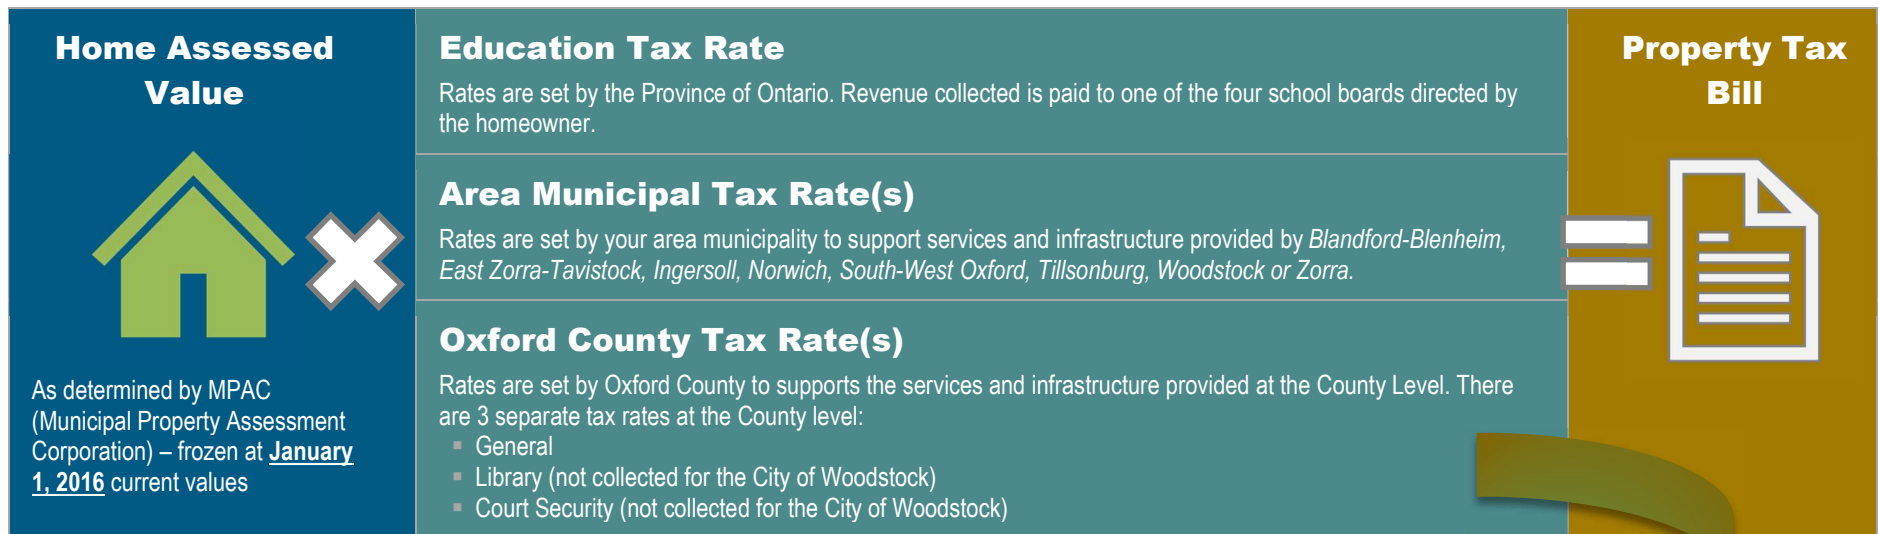 Home Assessed
Value
As determined by MPAC
(Municipal Property Assessment
Corporation) – frozen at January
1, 2016 current values
Education Tax Rate
Rates are set by the Province of Ontario. Revenue collected is paid to one of the four school boards directed by
the homeowner.
Area Municipal Tax Rate(s)
Rates are set by your area municipality to support services and infrastructure provided by Blandford-Blenheim,
East Zorra-Tavistock, Ingersoll, Norwich, South-West Oxford, Tillsonburg, Woodstock or Zorra.
Oxford County Tax Rate(s)
Rates are set by Oxford County to supports the services and infrastructure provided at the County Level. There
are 3 separate tax rates at the County level:
▪ General
▪ Library (not collected for the City of Woodstock)
▪ Court Security (not collected for the City of Woodstock)
Property Tax
Bill